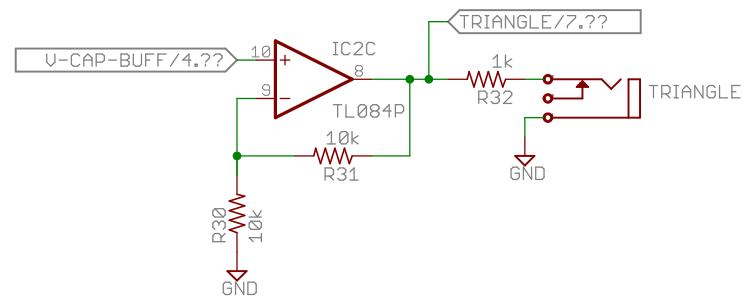 TRIANGLE/7.??
V-CAP-BUFF/4.??
10
IC2C
8
9
TL084P
1k
R32
TRIANGLE
10k
R31
GND
R30
10k
GND